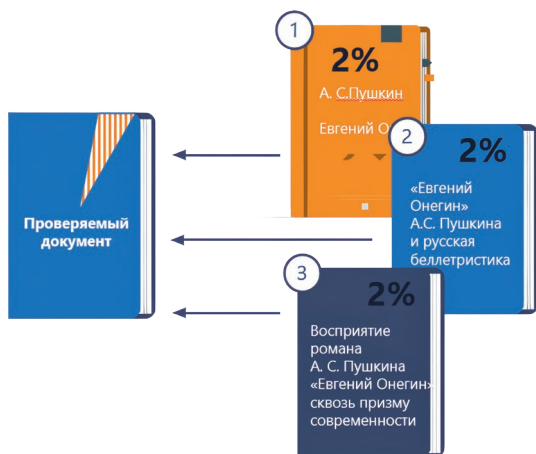 1
2%
А. С.Пушкин
Евгений О
2
2%
«Евгений
Онегин»
А.С. Пушкина
и русская
беллетристика
Проверяемый
документ
3
2%
Восприятие
романа
А. С. Пушкина
«Евгений Онегин»
сквозь призму
современности